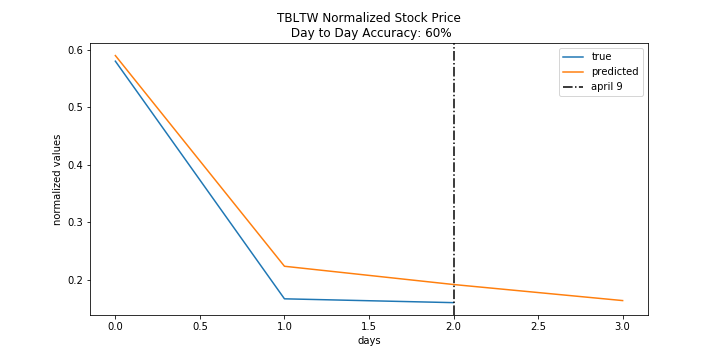 TBLTW Normalized Stock Price
Day to Day Accuracy: 60%
true
predicted
april 9
normalized values
0.6
0.5
0.4
0.3
0.2
0.0 0.5 1.0 1.5 2.0 2.5 3.0
days